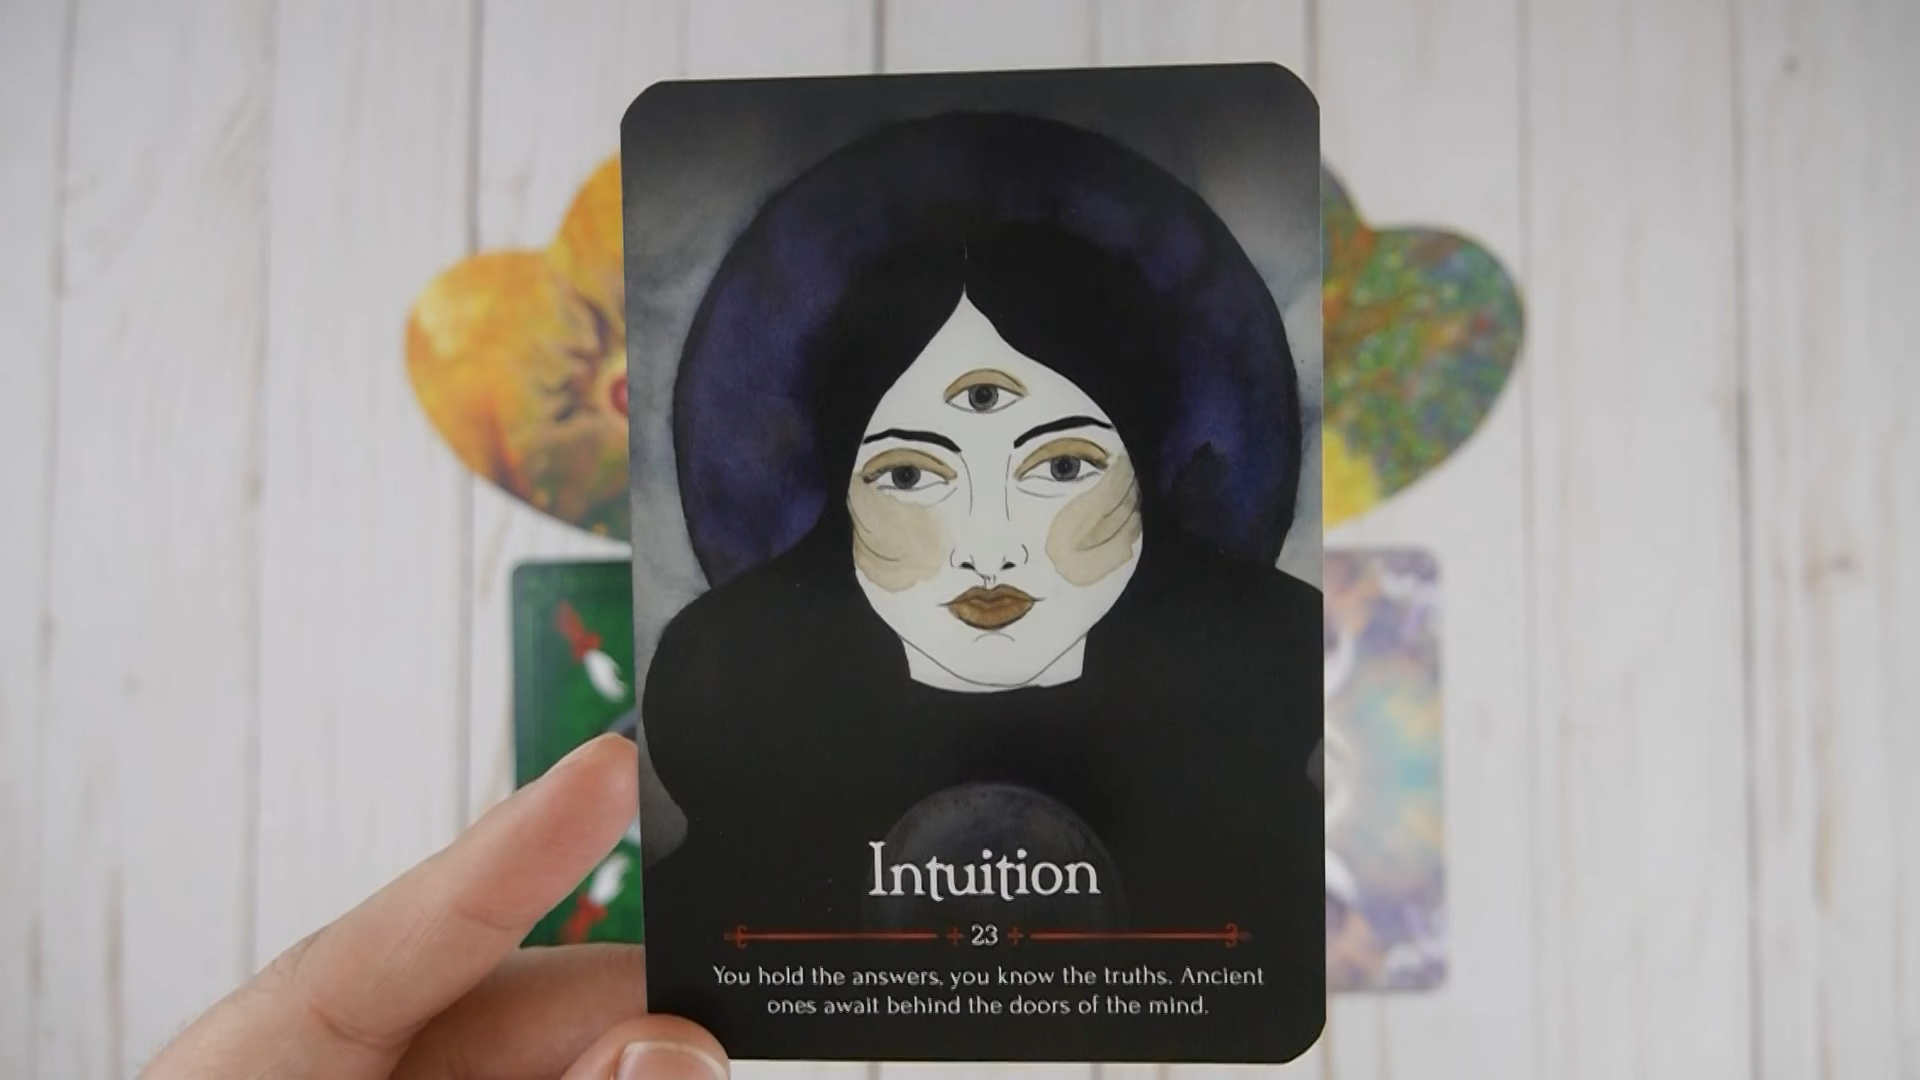 Intuition
23
You hold the answers, you know the truths. Ancient
ones await behind the doors of the mind.